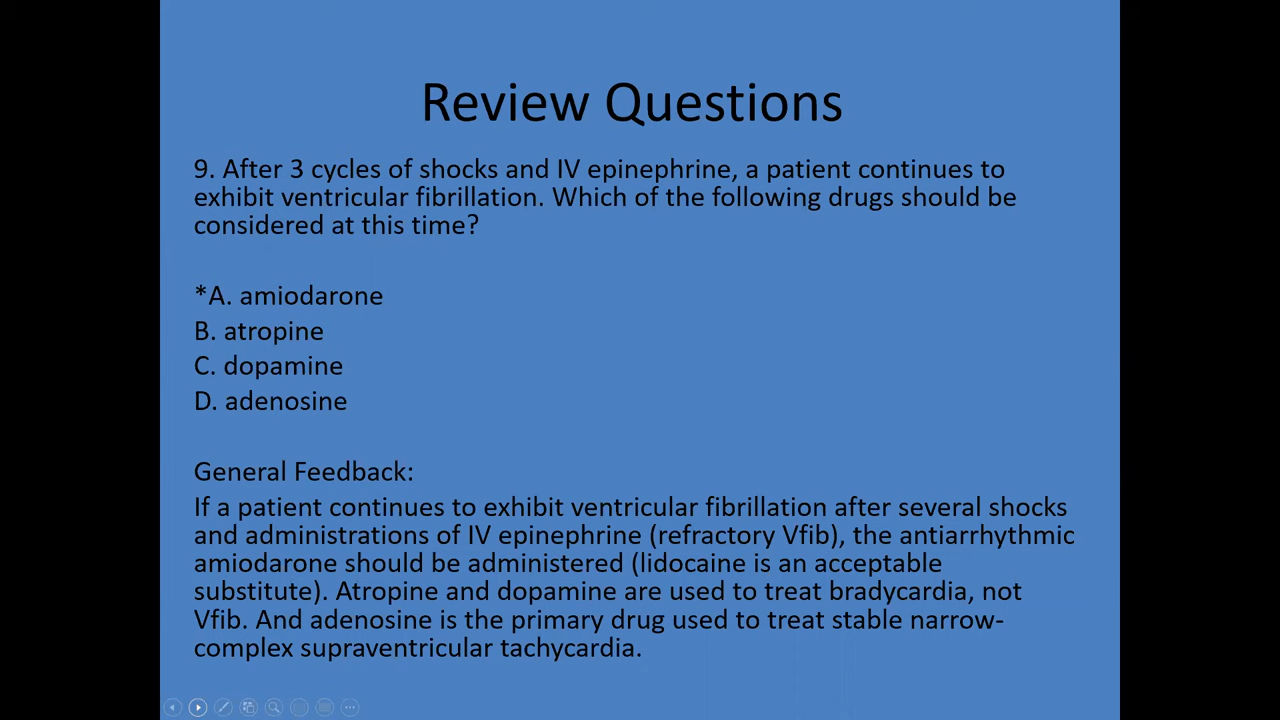 Review Questions
9. After 3 cycles of shocks and IV epinephrine, a patient continues to
exhibit ventricular fibrillation. Which of the following drugs should be
considered at this time?
*A. amiodarone
B. atropine
C. dopamine
D. adenosine
General Feedback:
If a patient continues to exhibit ventricular fibrillation after several shocks
and administrations of IV epinephrine (refractory Vfib), the antiarrhythmic
amiodarone should be administered (lidocaine is an acceptable
substitute). Atropine and dopamine are used to treat bradycardia, not
Vfib. And adenosine is the primary drug used to treat stable narrow-
complex supraventricular tachycardia.